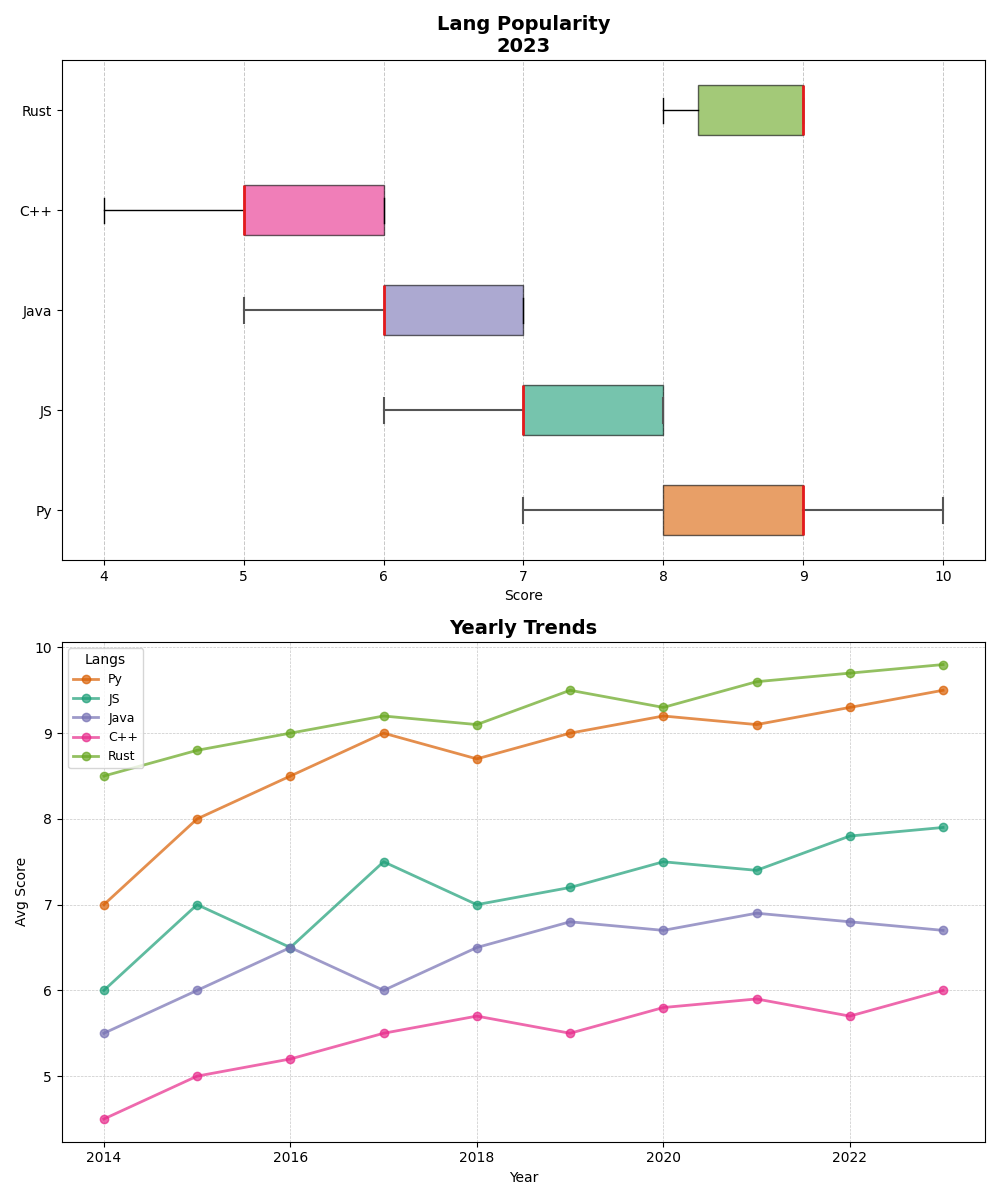 Lang Popularity
2023
Rust
C++
Java
JS
Py
4 5 6 7 8 9 10
Score
Yearly Trends
10
9
8
7
6
5
Avg Score
Langs
Py
JS
Java
C++
Rust
2014 2016 2018 2020 2022
Year